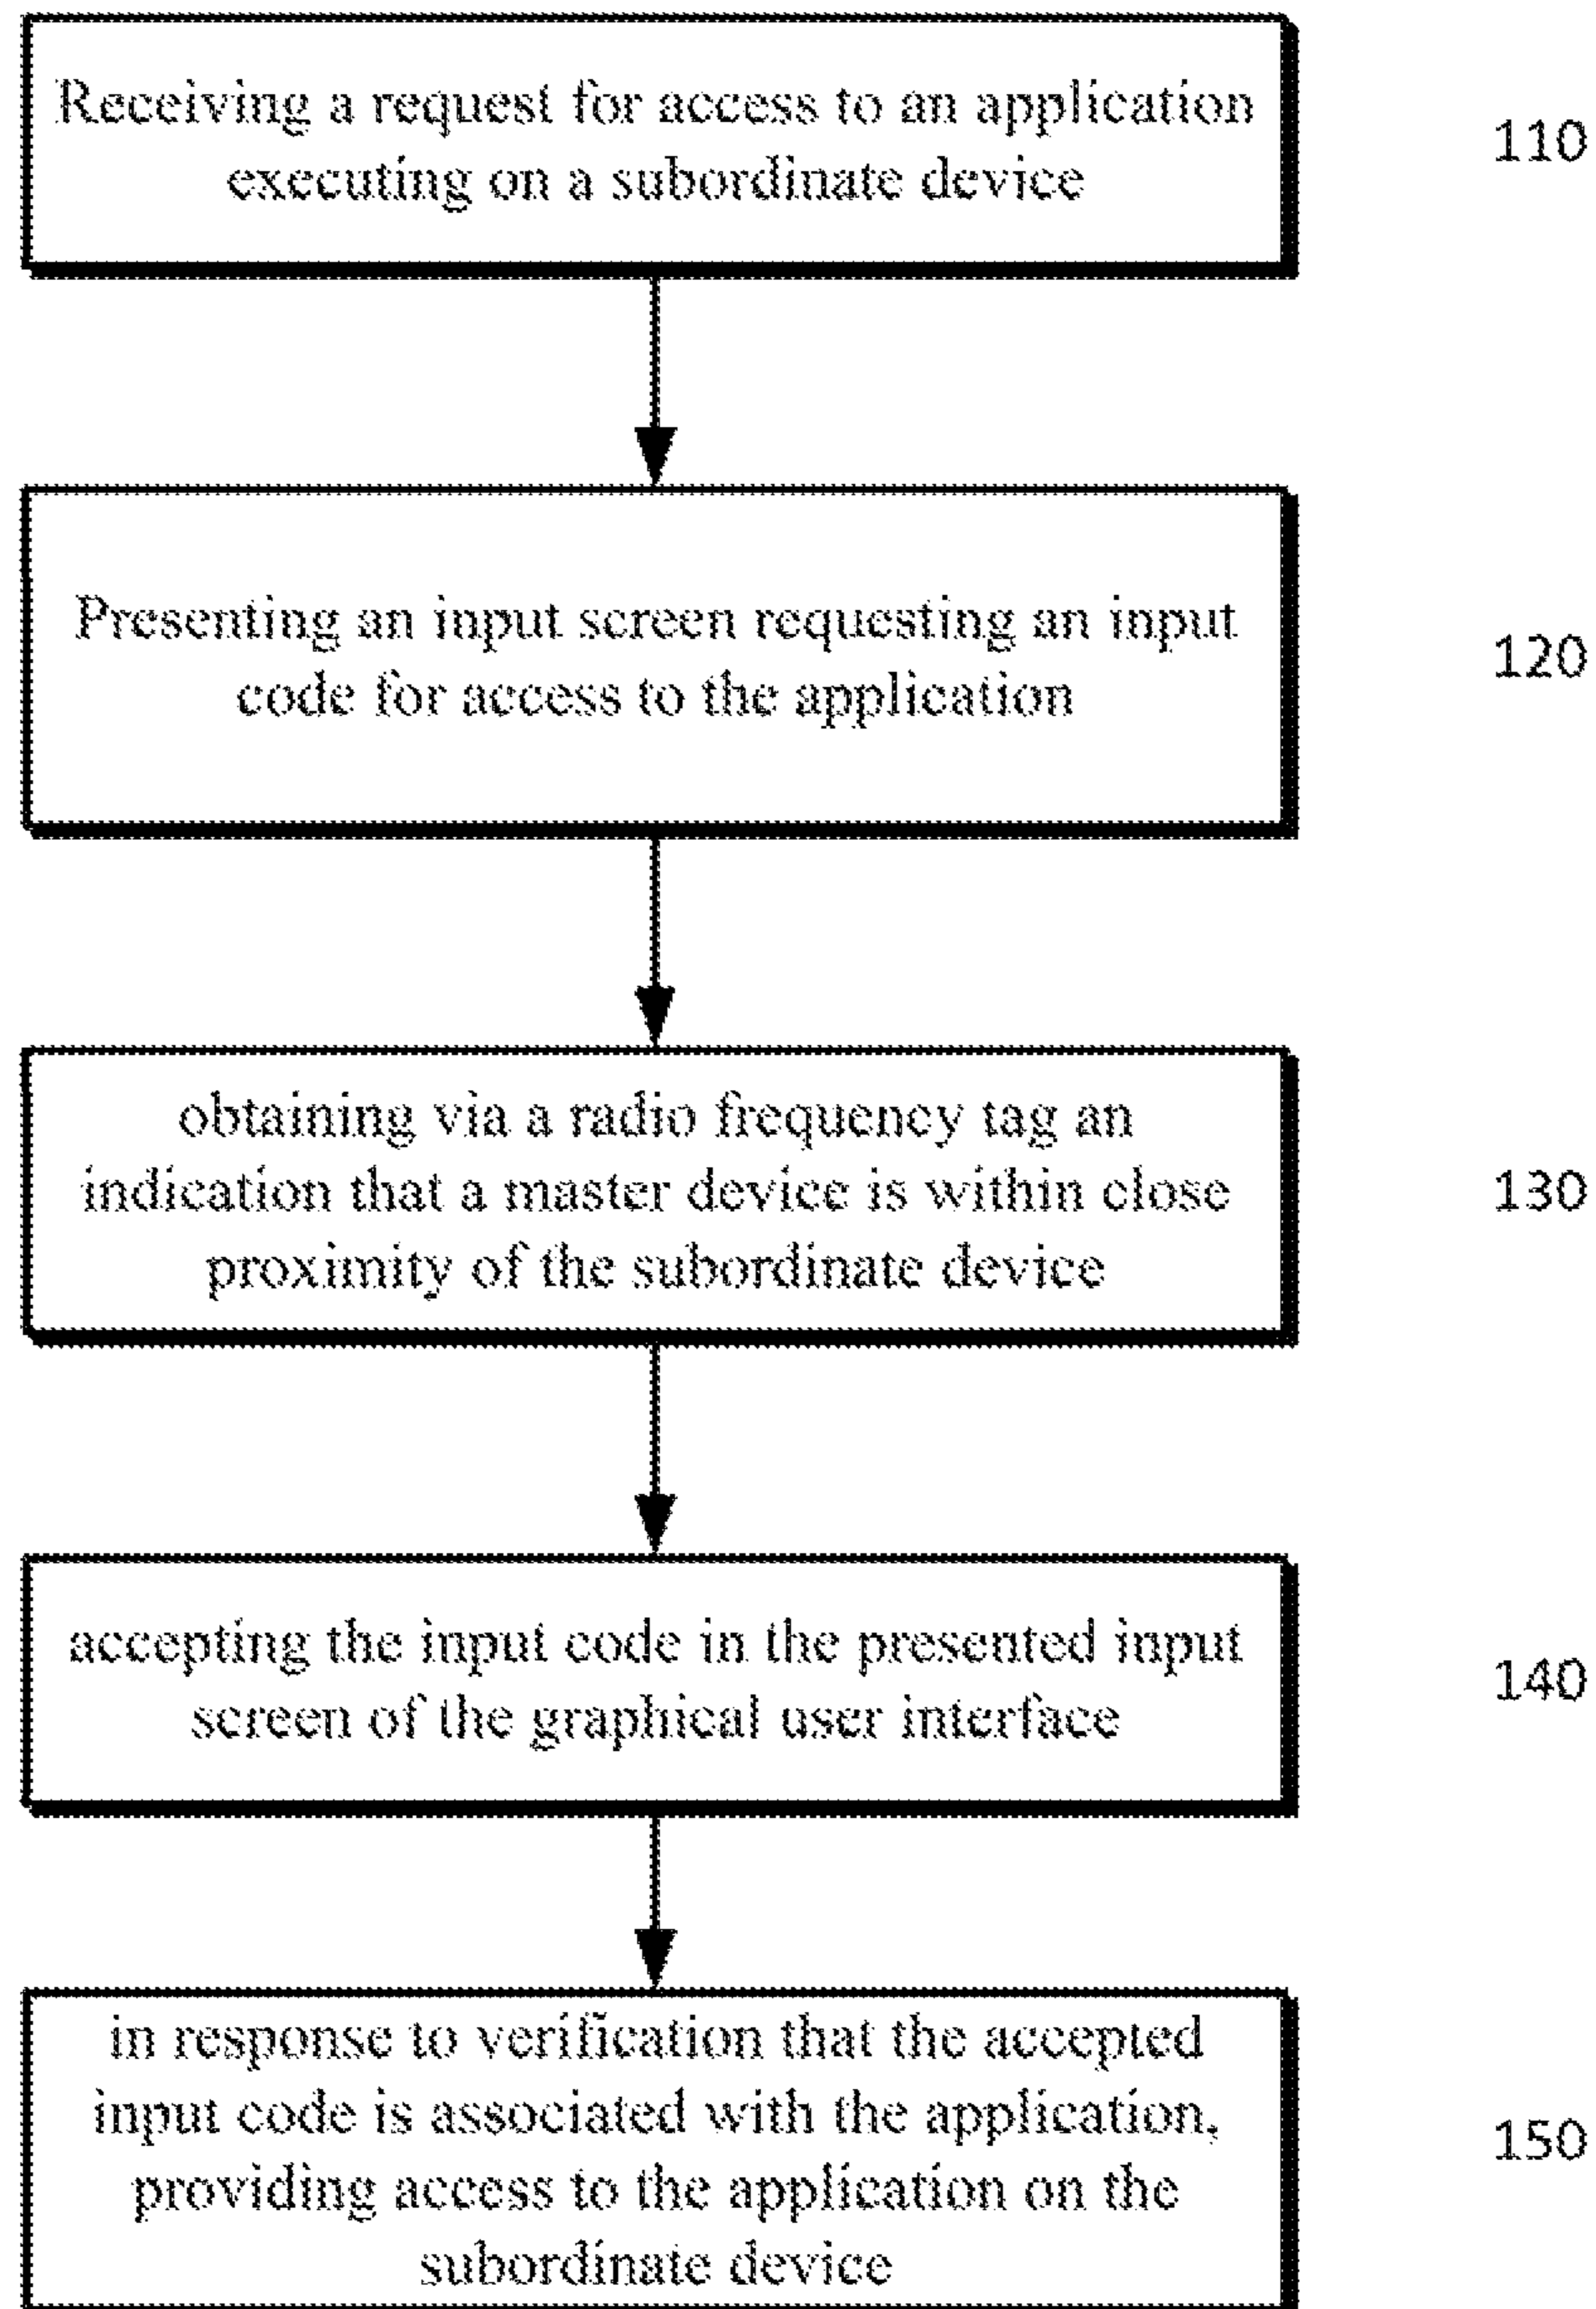 Receiving a request for access to an application
executing on a subordinate device
110
Presenting an input screen requesting an input
code for access to the application
120
obtaining via a radio frequency tag an
indication that a master device is within close
proximity of the subordinate device
130
accepting the input code in the presented input
screen of the graphical user interface
140
in response to verification that the accepted
input code is associated with the application,
providing access to the application on the
subordinate device
150